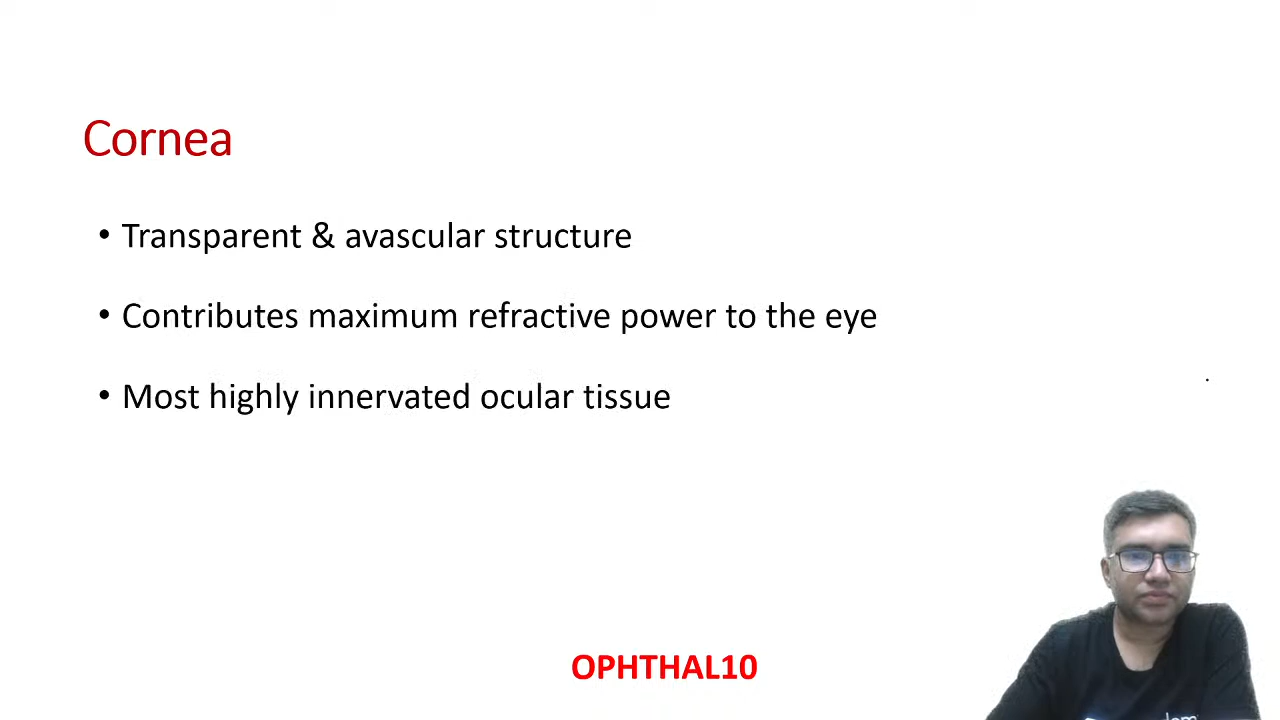 Cornea
• Transparent & avascular structure
• Contributes maximum refractive power to the eye
• Most highly innervated ocular tissue
OPHTHAL10